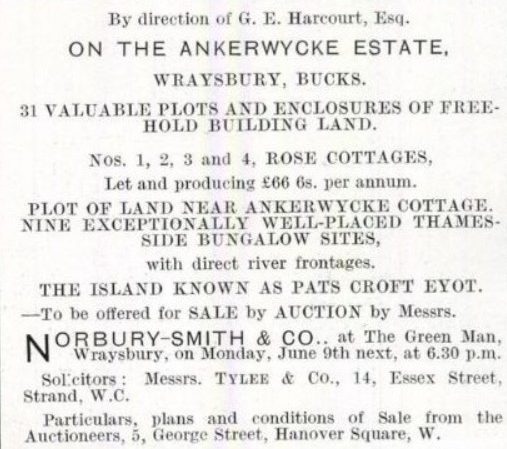 By direction of G. E. Harcourt, Esq.
ON THE ANKERWYCKE ESTATE,
WRAYSBURY, BUCKS.
31 VALUABLE PLOTS AND ENCLOSURES OF FREE-
HOLD BUILDING LAND.
Nos. 1, 2, 3 and 4, ROSE COTTAGES,
Let and producing £66 6s. per annum.
PLOT OF LAND NEAR ANKERWYCKE COTTAGE.
NINE EXCEPTIONALLY WELL-PLACED THAMES-
SIDE BUNGALOW SITES,
with direct river frontages.
THE ISLAND KNOWN AS PATS CROFT EYOT.
—To be offered for SALE by AUCTION by Messrs.
NORBURY-SMITH & CO., at The Green Man,
Wraysbury, on Monday, June 9th next, at 6.30 p.m.
Solicitors: Messrs. TYLEE & Co., 14, Essex Street,
Strand, W.C.
Particulars, plans and conditions of Sale from the
Auctioneers, 5, George Street, Hanover Square, W.